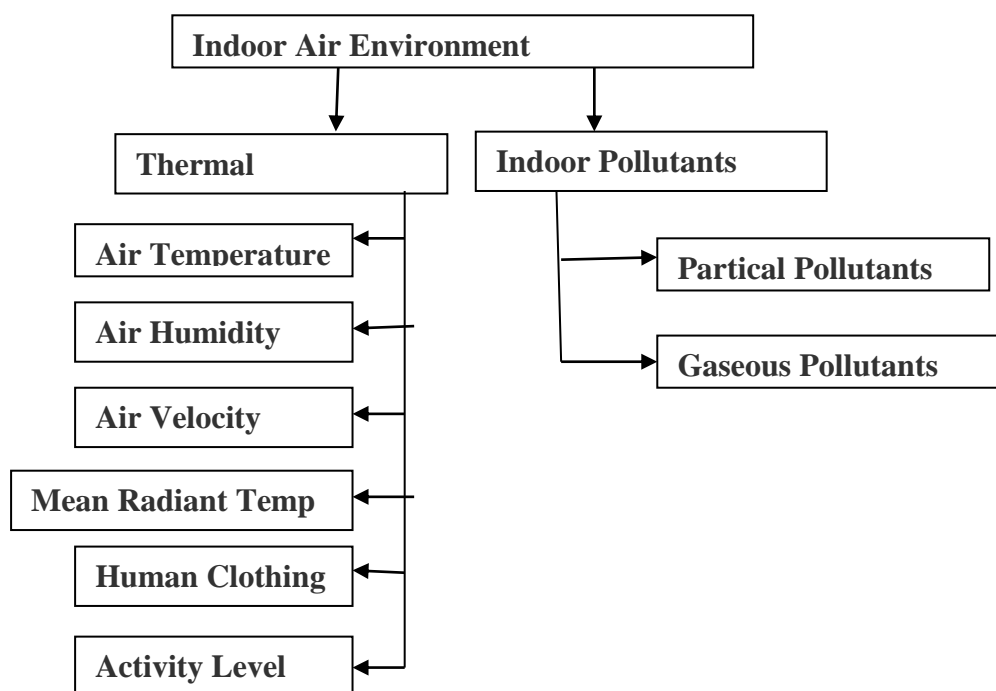 Indoor Air Environment
Thermal
Indoor Pollutants
Air Temperature
Air Humidity
Air Velocity
Mean Radiant Temp
Human Clothing
Activity Level
Partical Pollutants
Gaseous Pollutants